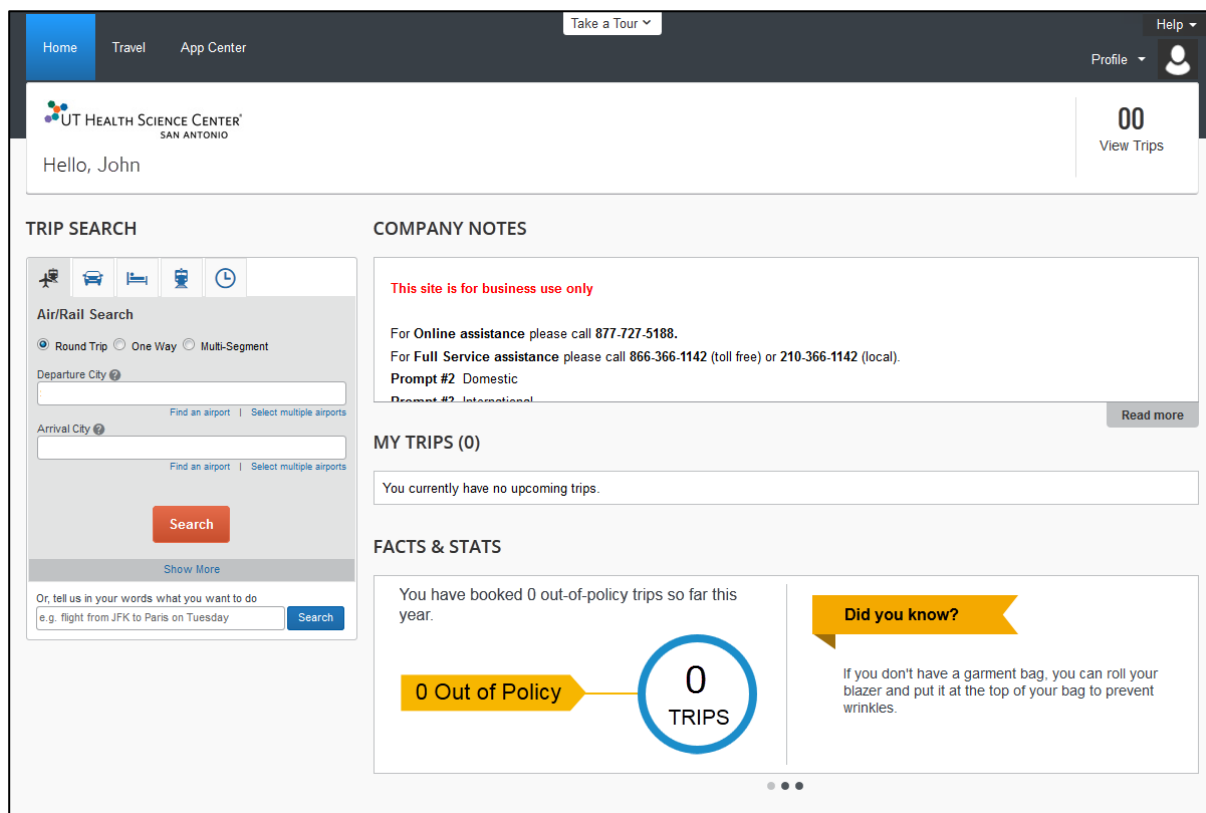 Take a Tour
Help
Home
Travel
App Center
Profile
UT HEALTH SCIENCE CENTER®
SAN ANTONIO
Hello, John
00
View Trips
TRIP SEARCH
Air/Rail Search
Round Trip One Way Multi-Segment
Departure City
Find an airport | Select multiple airports
Arrival City
Find an airport | Select multiple airports
Search
Show More
Or, tell us in your words what you want to do
e.g. flight from JFK to Paris on Tuesday
Search
COMPANY NOTES
This site is for business use only
For Online assistance please call 877-727-5188.
For Full Service assistance please call 866-366-1142 (toll free) or 210-366-1142 (local).
Prompt #2 Domestic
Prompt #3 International
Read more
MY TRIPS (0)
You currently have no upcoming trips.
FACTS & STATS
You have booked 0 out-of-policy trips so far this
year.
0 Out of Policy
0
TRIPS
Did you know?
If you don't have a garment bag, you can roll your
blazer and put it at the top of your bag to prevent
wrinkles.